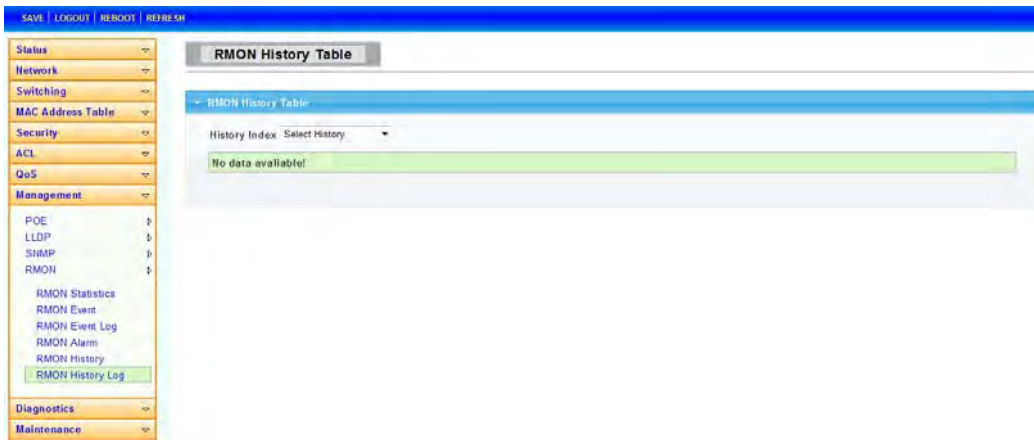 SAVE | LOGOUT | REBOOT | REFRESH
Status
Network
Switching
MAC Address Table
Security
ACL
QoS
Management
POE
LLDP
SNMP
RMON
RMON Statistics
RMON Event
RMON Event Log
RMON Alarm
RMON History
RMON History Log
Diagnostics
Maintenance
RMON History Table
RMON History Table
History Index Select History
No data avaliable!